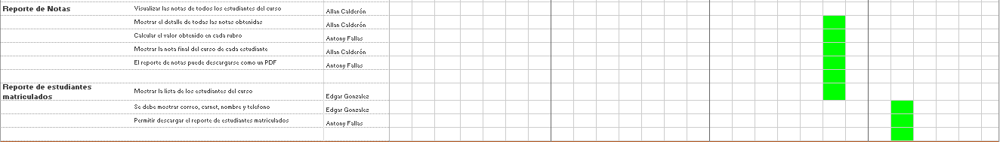 Reporte de Notas Visualizar las notas de todos los estudiantes del curso Allan Calderón
Mostrar el detalle de todas las notas obtenidas Allan Calderón
Calcular el valor obtenido en cada rubro Antony Fallas
Mostrar la nota final del curso de cada estudiante Allan Calderón
El reporte de notas puede descargarse como un PDF Antony Fallas
Reporte de estudiantes
matriculados Mostrar la lista de los estudiantes del curso Edgar Gonzalez
Se debe mostrar correo, carnet, nombre y telefono Edgar Gonzalez
Permitir descargar el reporte de estudiantes matriculados Antony Fallas